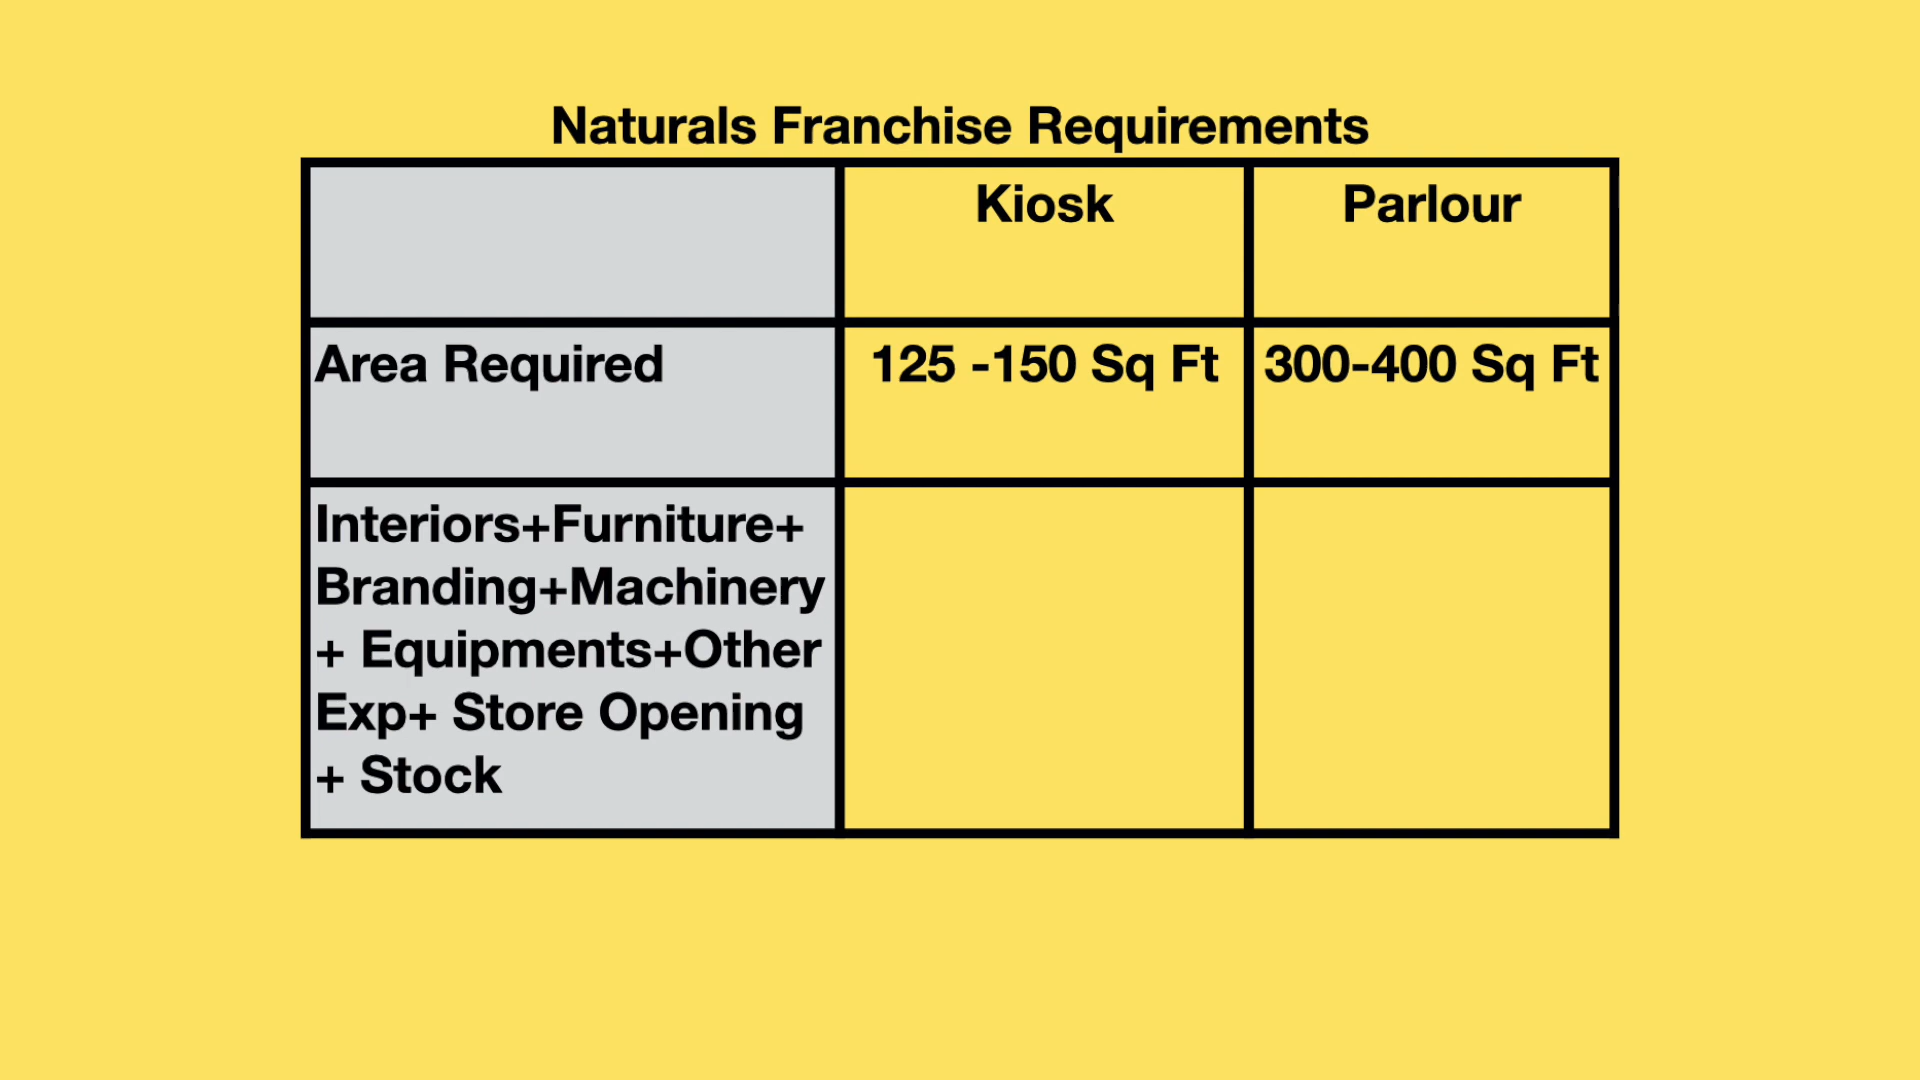 Naturals Franchise Requirements
Kiosk Parlour
Area Required 125 -150 Sq Ft 300-400 Sq Ft
Interiors+Furniture+
Branding+Machinery
+ Equipments+Other
Exp+ Store Opening
+ Stock